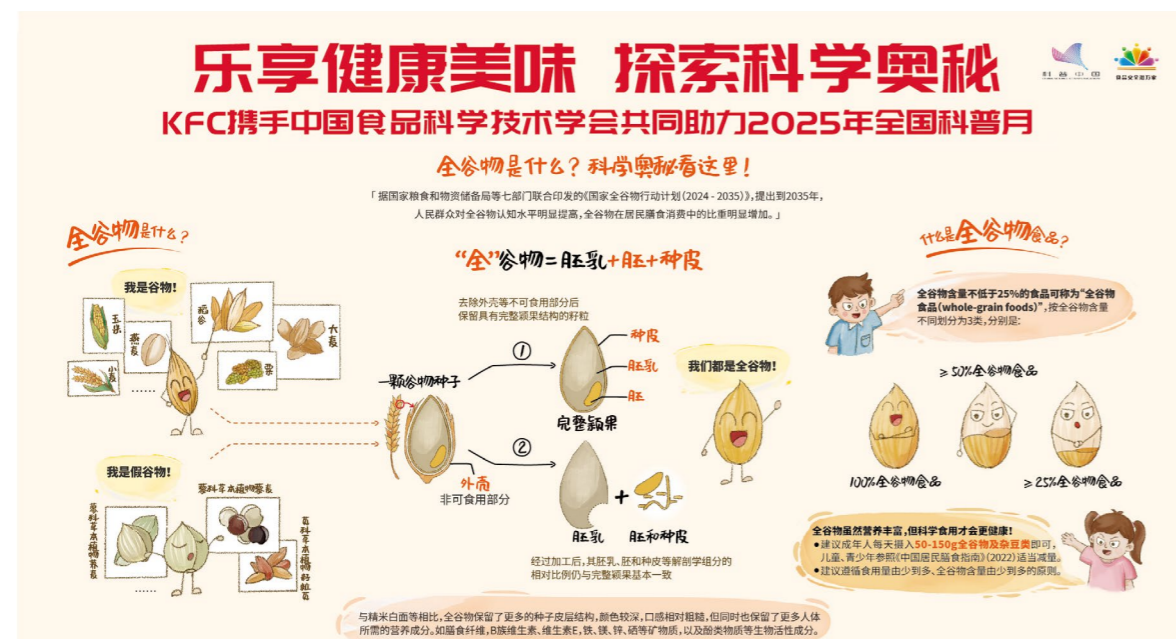 乐享健康美味 探索科学奥秘
KFC携手中国食品科学技术学会共同助力2025年全国科普月
科普中国
全谷物是什么？科学奥秘看这里！
「据国家粮食和物资储备局等七部门联合印发的《国家全谷物行动计划（2024 - 2035）》，提出到2035年，
人民群众对全谷物认知水平明显提高，全谷物在居民膳食消费中的比重明显增加。」
全谷物是什么？
我是谷物！
玉米
燕麦
稻谷
大麦
小麦
粟
……
我是假谷物！
蓼科草本植物藜麦
蓼科草本植物荞麦
……
“全”谷物=胚乳+胚+种皮
去除外壳等不可食用部分后
保留具有完整颖果结构的籽粒
一颗谷物种子
①
种皮
胚乳
胚
完整颖果
②
外壳
非可食用部分
+
胚乳
胚和种皮
经过加工后，其胚乳、胚和种皮等解剖学组分的
相对比例仍与完整颖果基本一致
我们都是全谷物！
什么是全谷物食品？
全谷物含量不低于25%的食品可称为“全谷物
食品（whole-grain foods）”，按全谷物含量
不同划分为3类，分别是：
≥50%全谷物食品
100%全谷物食品
≥25%全谷物食品
全谷物虽然营养丰富，但科学食用才会更健康！
●建议成年人每天摄入50-150g全谷物及杂豆类即可，
儿童、青少年参照《中国居民膳食指南》（2022）适当减量。
●建议遵循食用量由少到多、全谷物含量由少到多的原则。
与精米白面等相比，全谷物保留了更多的种子皮层结构，颜色较深，口感相对粗糙，但同时也保留了更多人体
所需的营养成分。如膳食纤维，B族维生素、维生素E，铁、镁、锌、硒等矿物质，以及酚类物质等生物活性成分。